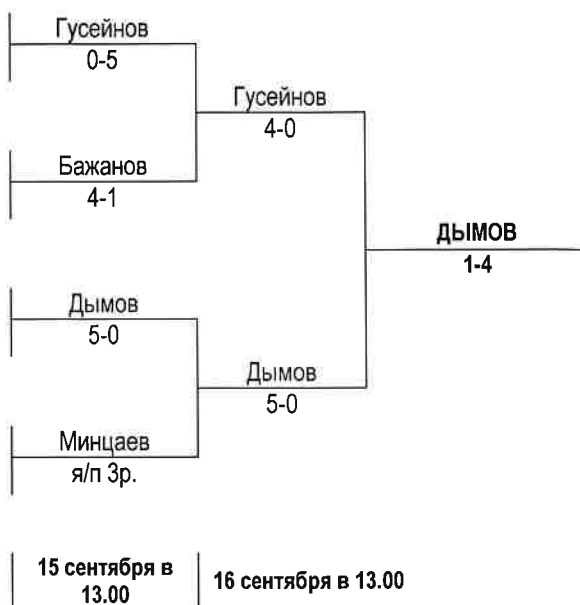 Гусейнов
0-5
Гусейнов
4-0
Бажанов
4-1
ДЫМОВ
1-4
Дымов
5-0
Дымов
5-0
Минцаев
я/п 3р.
15 сентября в
13.00
16 сентября в 13.00